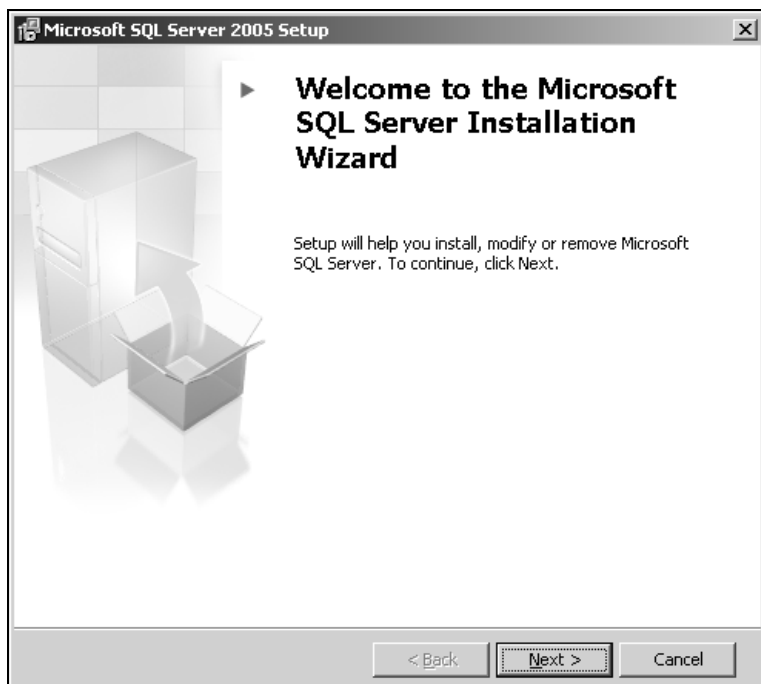 Microsoft SQL Server 2005 Setup
Welcome to the Microsoft
SQL Server Installation
Wizard
Setup will help you install, modify or remove Microsoft
SQL Server. To continue, click Next.
< Back
Next >
Cancel